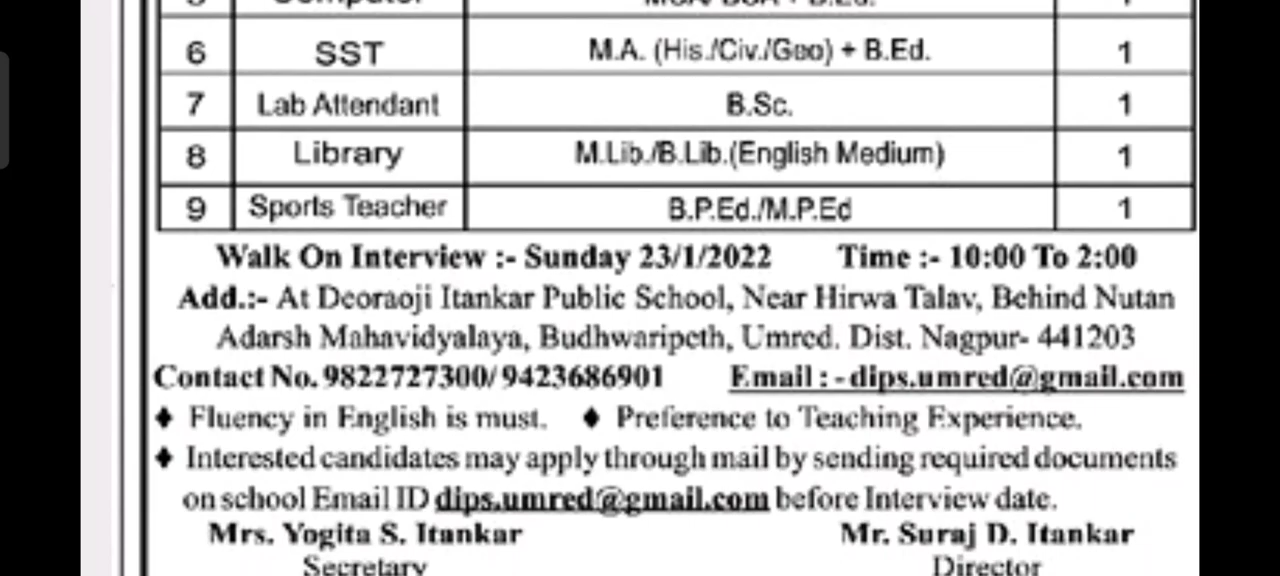 Computer MCA/ BCA + B.Ed. 1
6 SST M.A. (His./Civ./Geo) + B.Ed. 1
7 Lab Attendant B.Sc. 1
8 Library M.Lib./B.Lib.(English Medium) 1
9 Sports Teacher B.P.Ed./M.P.Ed 1
Walk On Interview :- Sunday 23/1/2022 Time :- 10:00 To 2:00
Add.:- At Deoraoji Itankar Public School, Near Hirwa Talav, Behind Nutan
Adarsh Mahavidyalaya, Budhwaripeth, Umred. Dist. Nagpur- 441203
Contact No. 9822727300/ 9423686901 Email : - dips.umred@gmail.com
♦ Fluency in English is must. ♦ Preference to Teaching Experience.
♦ Interested candidates may apply through mail by sending required documents
on school Email ID dips.umred@gmail.com before Interview date.
Mrs. Yogita S. Itankar Mr. Suraj D. Itankar
Secretary Director